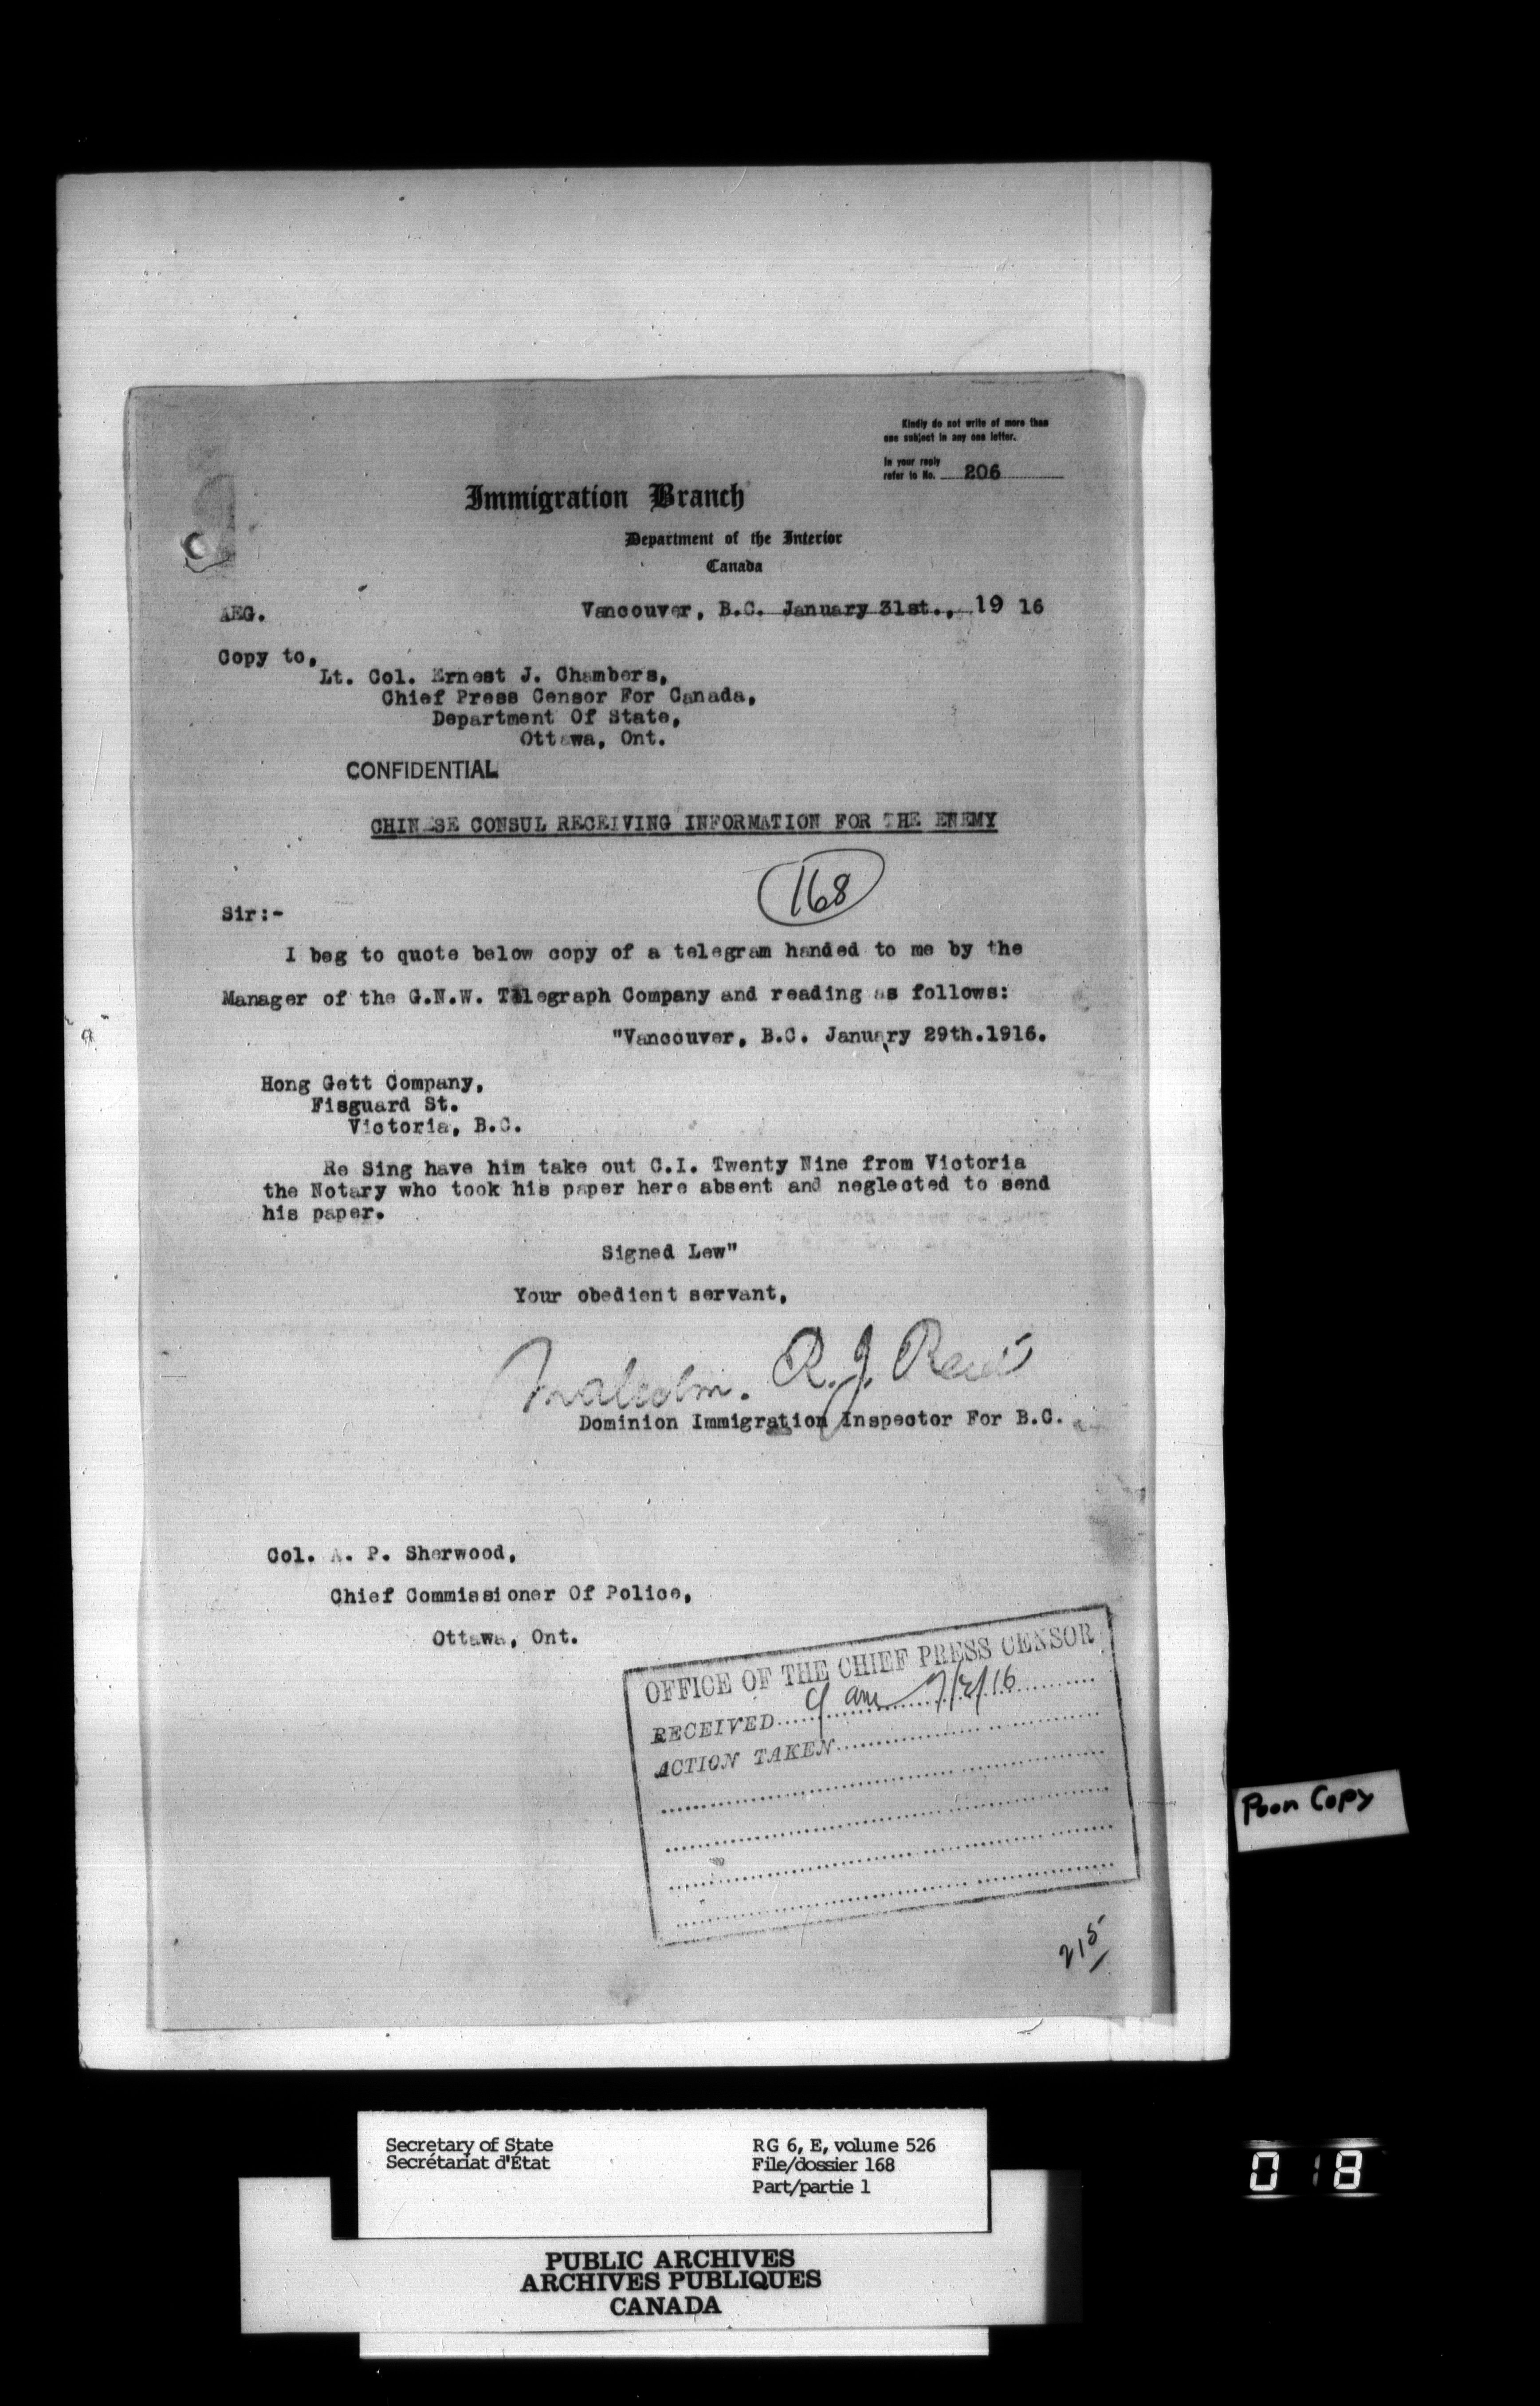 Kindly do not write of more than
one subject in any one letter.
In your reply
refer to No. 206
Immigration Branch
Department of the Interior
Canada
AEG.
Vancouver, B.C. January 31st., 19 16
Copy to,
Lt. Col. Ernest J. Chambers,
Chief Press Censor For Canada,
Department Of State,
Ottawa, Ont.
CONFIDENTIAL
CHINESE CONSUL RECEIVING INFORMATION FOR THE ENEMY
168
Sir:-
I beg to quote below copy of a telegram handed to me by the
Manager of the G.N.W. Telegraph Company and reading as follows:
"Vancouver, B.C. January 29th.1916.
Hong Gett Company,
Fisguard St.
Victoria, B.C.
Re Sing have him take out C.I. Twenty Nine from Victoria
the Notary who took his paper here absent and neglected to send
his paper.
Signed Lew"
Your obedient servant,
Malcolm. R. J. Reid
Dominion Immigration Inspector For B.C.
Col. A. P. Sherwood,
Chief Commissioner Of Police,
Ottawa, Ont.
OFFICE OF THE CHIEF PRESS CENSOR
RECEIVED 9 am 7/2/16
ACTION TAKEN
215
Poor Copy
Secretary of State
Secrétariat d'État
RG 6, E, volume 526
File/dossier 168
Part/partie 1
018
PUBLIC ARCHIVES
ARCHIVES PUBLIQUES
CANADA